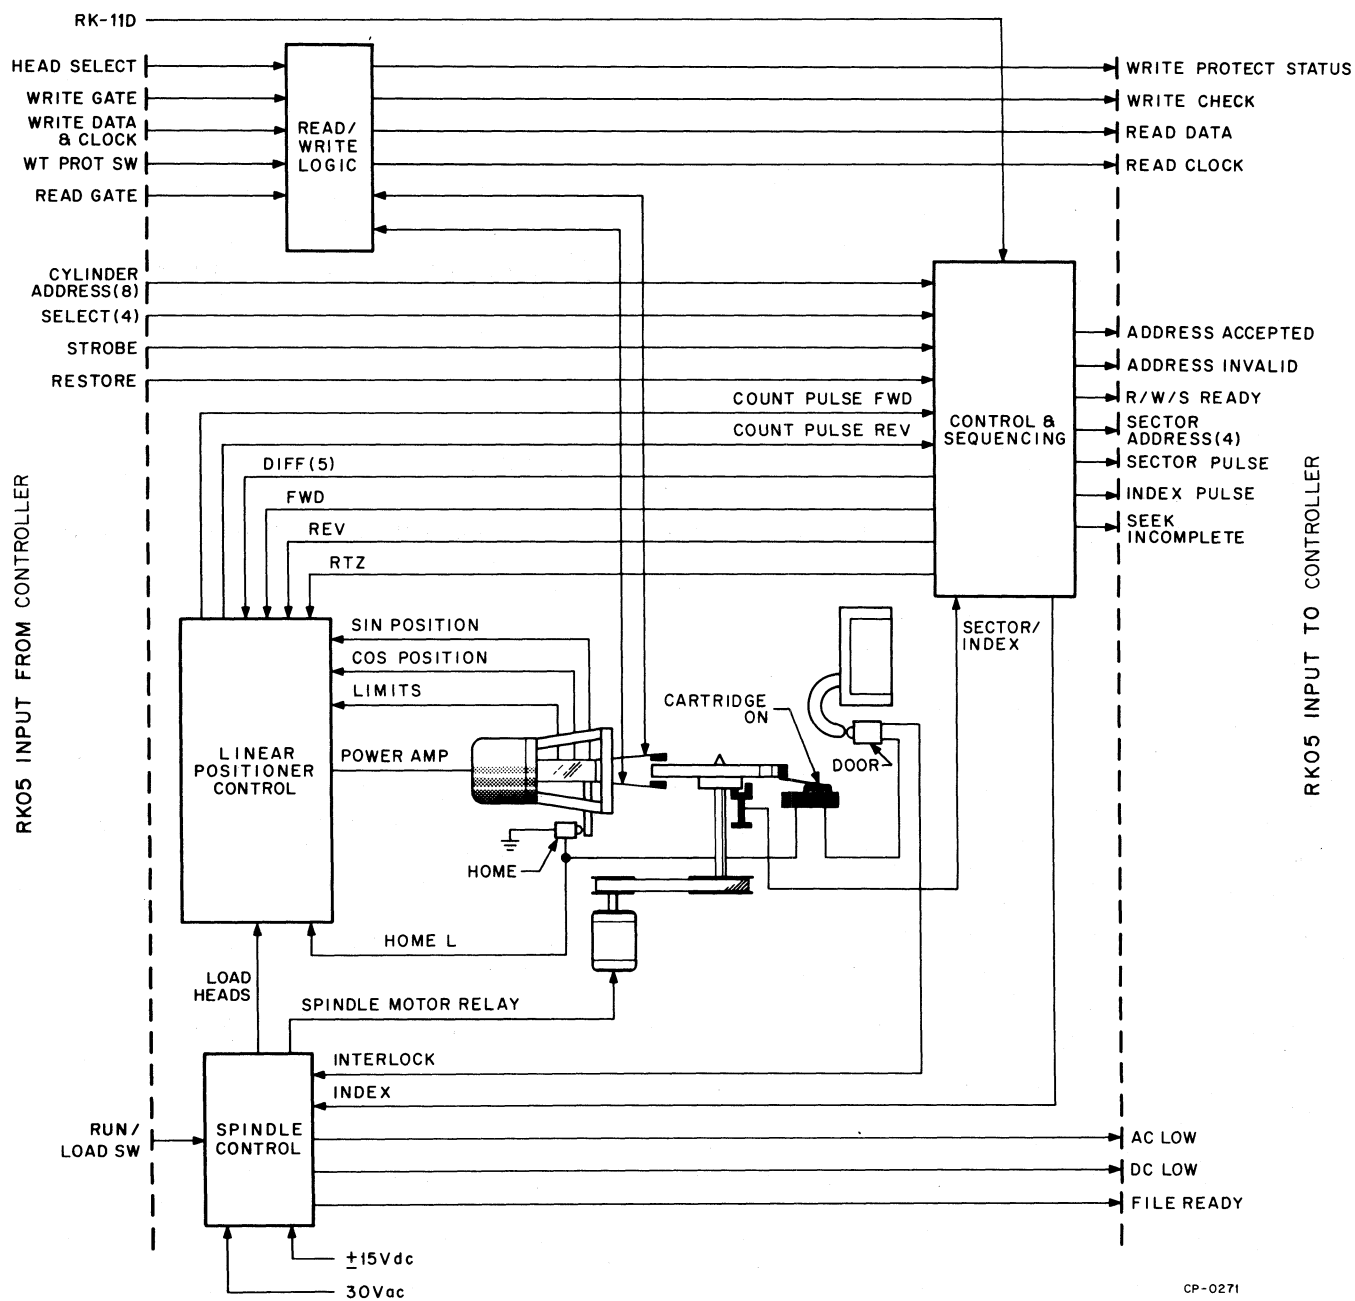 RK-11D
HEAD SELECT
WRITE GATE
WRITE DATA
& CLOCK
WT PROT SW
READ GATE
READ/
WRITE
LOGIC
WRITE PROTECT STATUS
WRITE CHECK
READ DATA
READ CLOCK
CYLINDER
ADDRESS(8)
SELECT(4)
STROBE
RESTORE
COUNT PULSE FWD
COUNT PULSE REV
DIFF(5)
FWD
REV
RTZ
CONTROL &
SEQUENCING
ADDRESS ACCEPTED
ADDRESS INVALID
R/W/S READY
SECTOR
ADDRESS(4)
SECTOR PULSE
INDEX PULSE
SEEK
INCOMPLETE
RK05 INPUT FROM CONTROLLER
RK05 INPUT TO CONTROLLER
SIN POSITION
COS POSITION
LIMITS
POWER AMP
LINEAR
POSITIONER
CONTROL
SECTOR/
INDEX
CARTRIDGE
ON
DOOR
HOME
HOME L
LOAD
HEADS
SPINDLE MOTOR RELAY
INTERLOCK
INDEX
RUN/
LOAD SW
SPINDLE
CONTROL
AC LOW
DC LOW
FILE READY
±15Vdc
30Vac
CP-0271